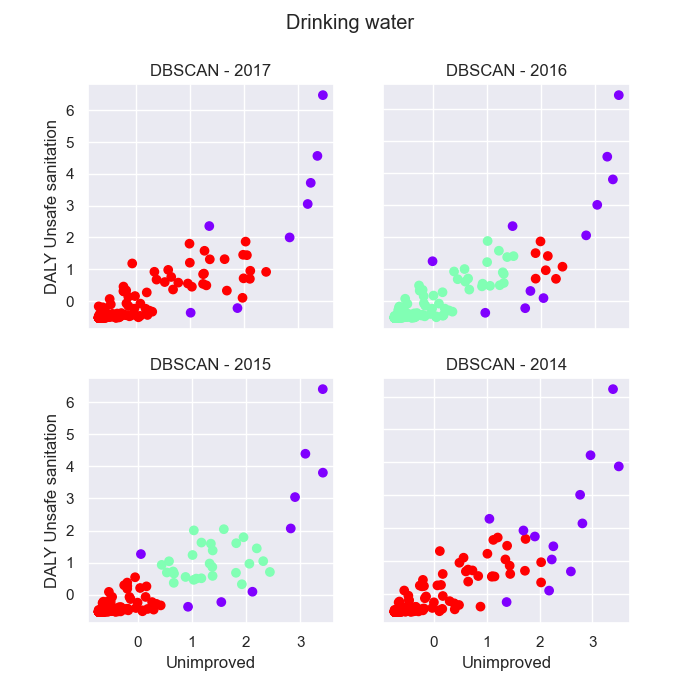 Drinking water
DBSCAN - 2017
DBSCAN - 2016
DALY Unsafe sanitation
6
5
4
3
2
1
0
DBSCAN - 2015
DBSCAN - 2014
DALY Unsafe sanitation
6
5
4
3
2
1
0
0 1 2 3
0 1 2 3
Unimproved
Unimproved